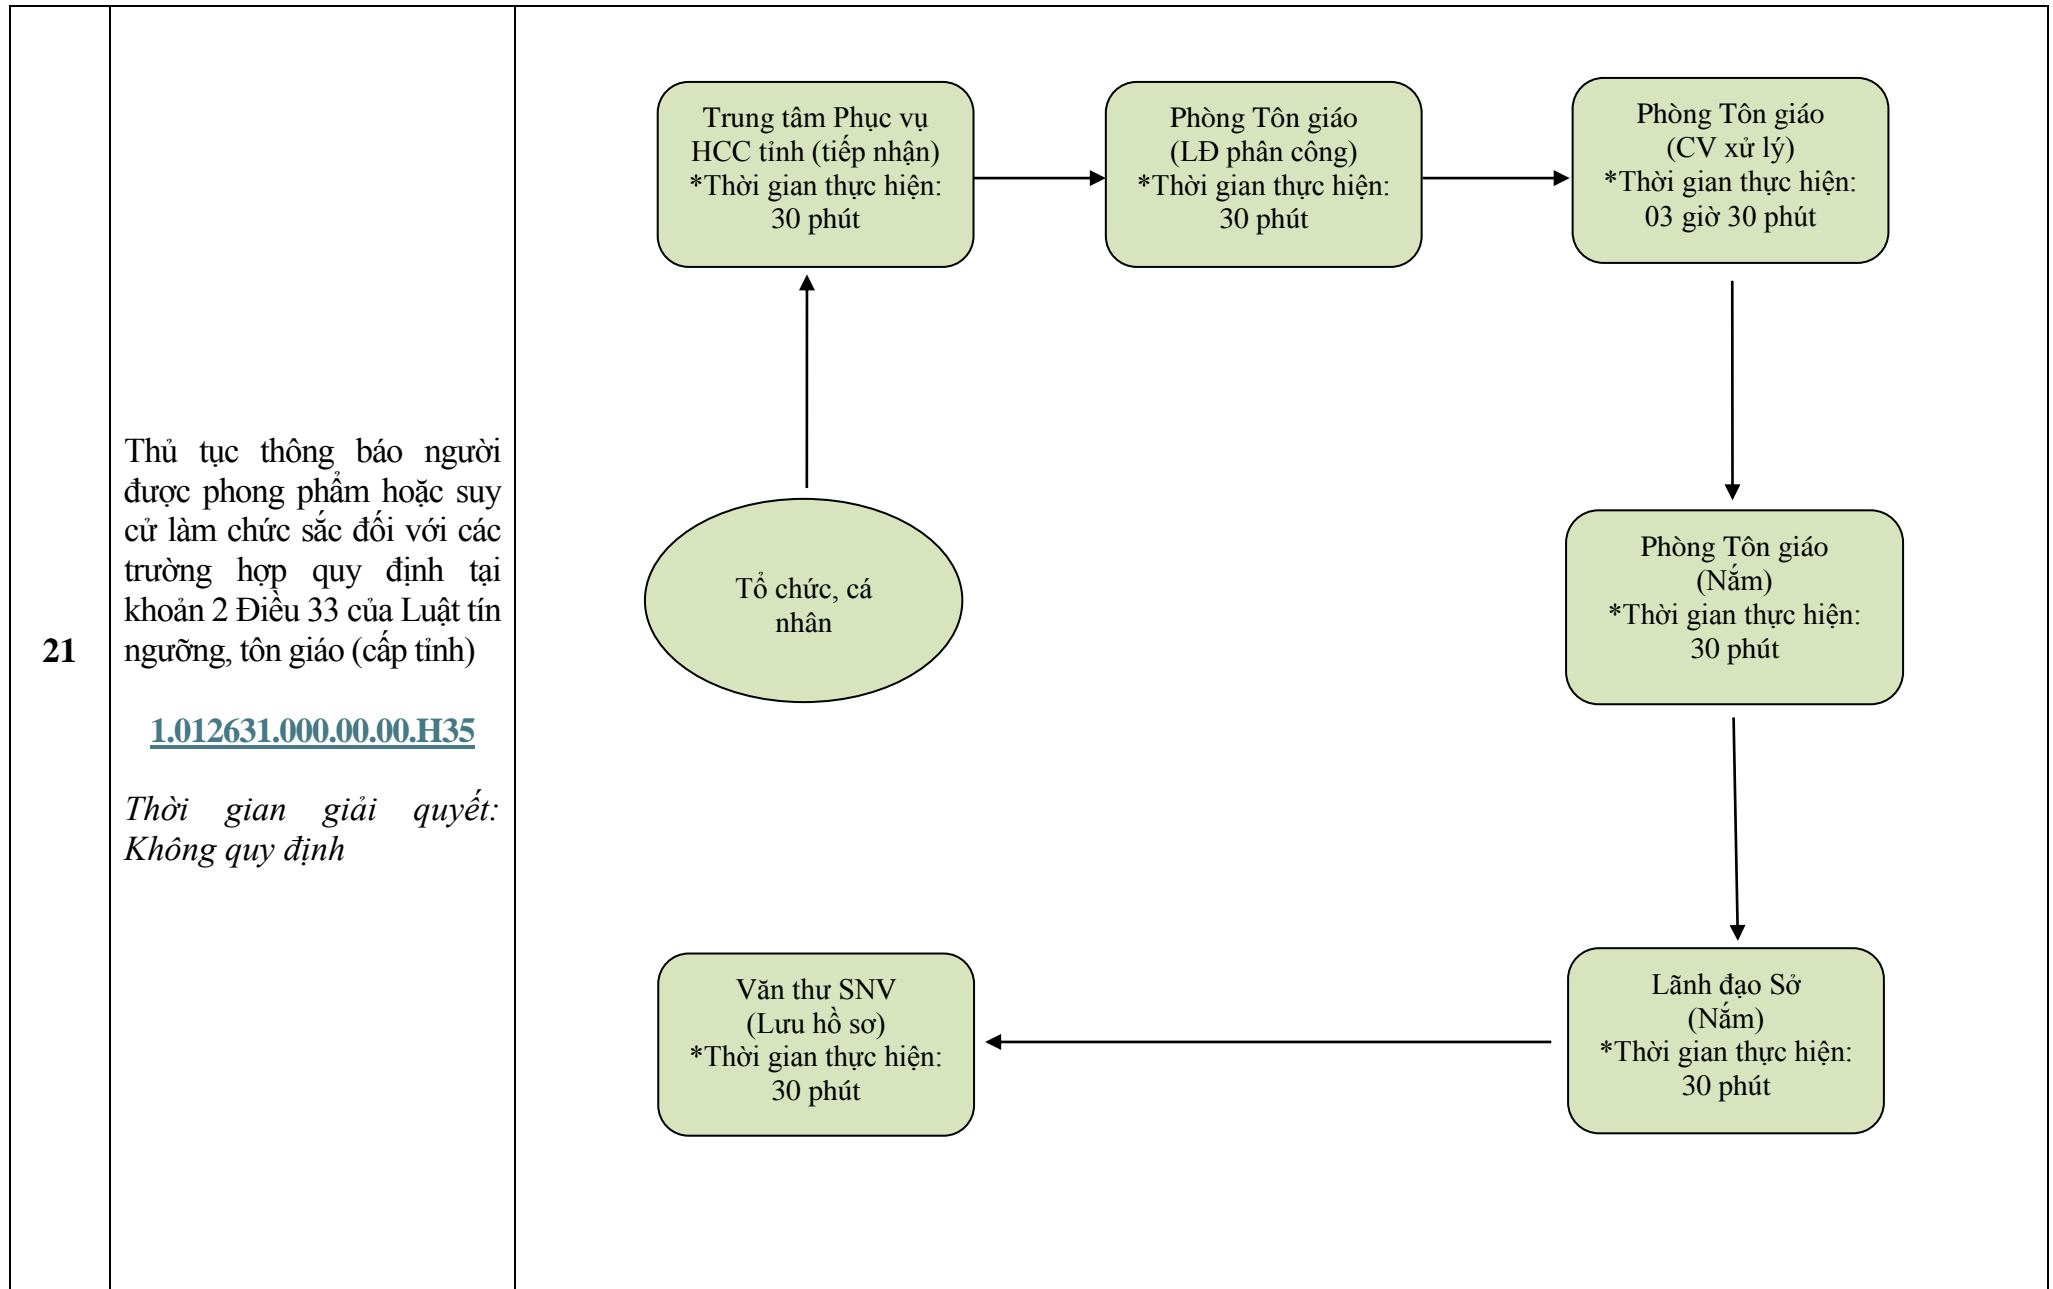 21
Thủ tục thông báo người
được phong phẩm hoặc suy
cử làm chức sắc đối với các
trường hợp quy định tại
khoản 2 Điều 33 của Luật tín
ngưỡng, tôn giáo (cấp tỉnh)
1.012631.000.00.00.H35
Thời gian giải quyết:
Không quy định
Trung tâm Phục vụ
HCC tỉnh (tiếp nhận)
*Thời gian thực hiện:
30 phút
Phòng Tôn giáo
(LĐ phân công)
*Thời gian thực hiện:
30 phút
Phòng Tôn giáo
(CV xử lý)
*Thời gian thực hiện:
03 giờ 30 phút
Tổ chức, cá
nhân
Phòng Tôn giáo
(Nắm)
*Thời gian thực hiện:
30 phút
Văn thư SNV
(Lưu hồ sơ)
*Thời gian thực hiện:
30 phút
Lãnh đạo Sở
(Nắm)
*Thời gian thực hiện:
30 phút